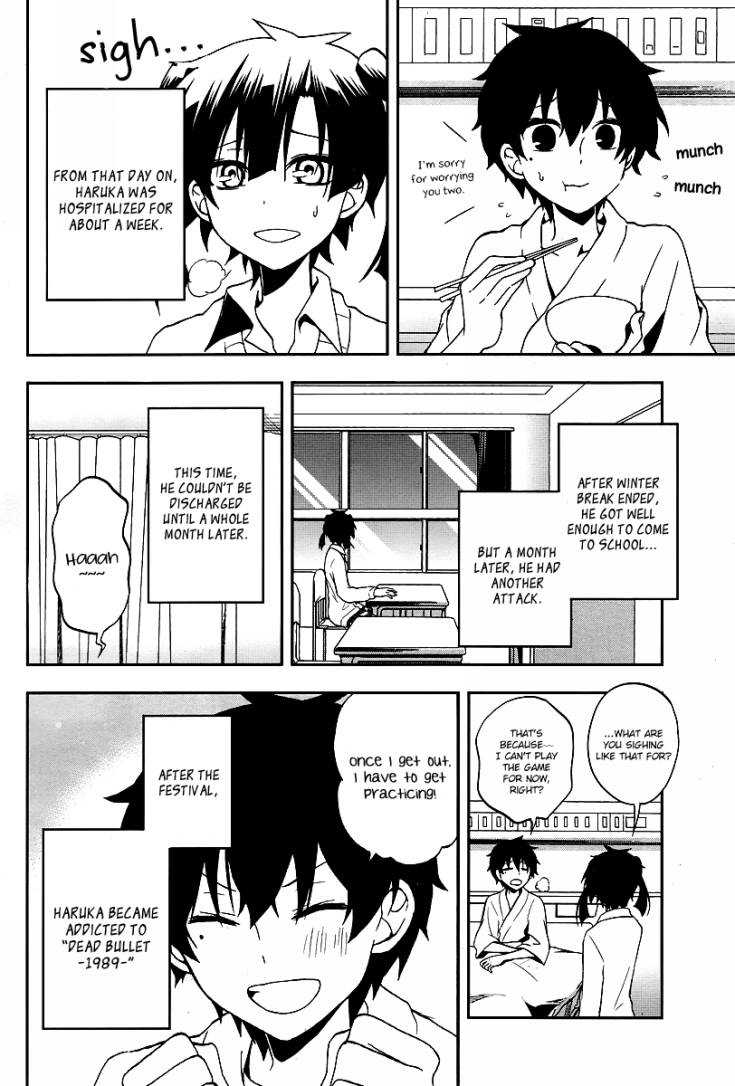 munch
munch
I'm sorry
for worrying
you two.
sigh...
FROM THAT DAY ON,
HARUKA WAS
HOSPITALIZED FOR
ABOUT A WEEK.
AFTER WINTER
BREAK ENDED,
HE GOT WELL
ENOUGH TO COME
TO SCHOOL...
BUT A MONTH
LATER, HE HAD
ANOTHER
ATTACK.
THIS TIME,
HE COULDN'T BE
DISCHARGED
UNTIL A WHOLE
MONTH LATER.
Haaah
~~~
...WHAT ARE
YOU SIGHING
LIKE THAT FOR?
THAT'S
BECAUSE~
I CAN'T PLAY
THE GAME
FOR NOW,
RIGHT?
Once I get out,
I have to get
practicing!
AFTER THE
FESTIVAL,
HARUKA BECAME
ADDICTED TO
"DEAD BULLET
-1989-"